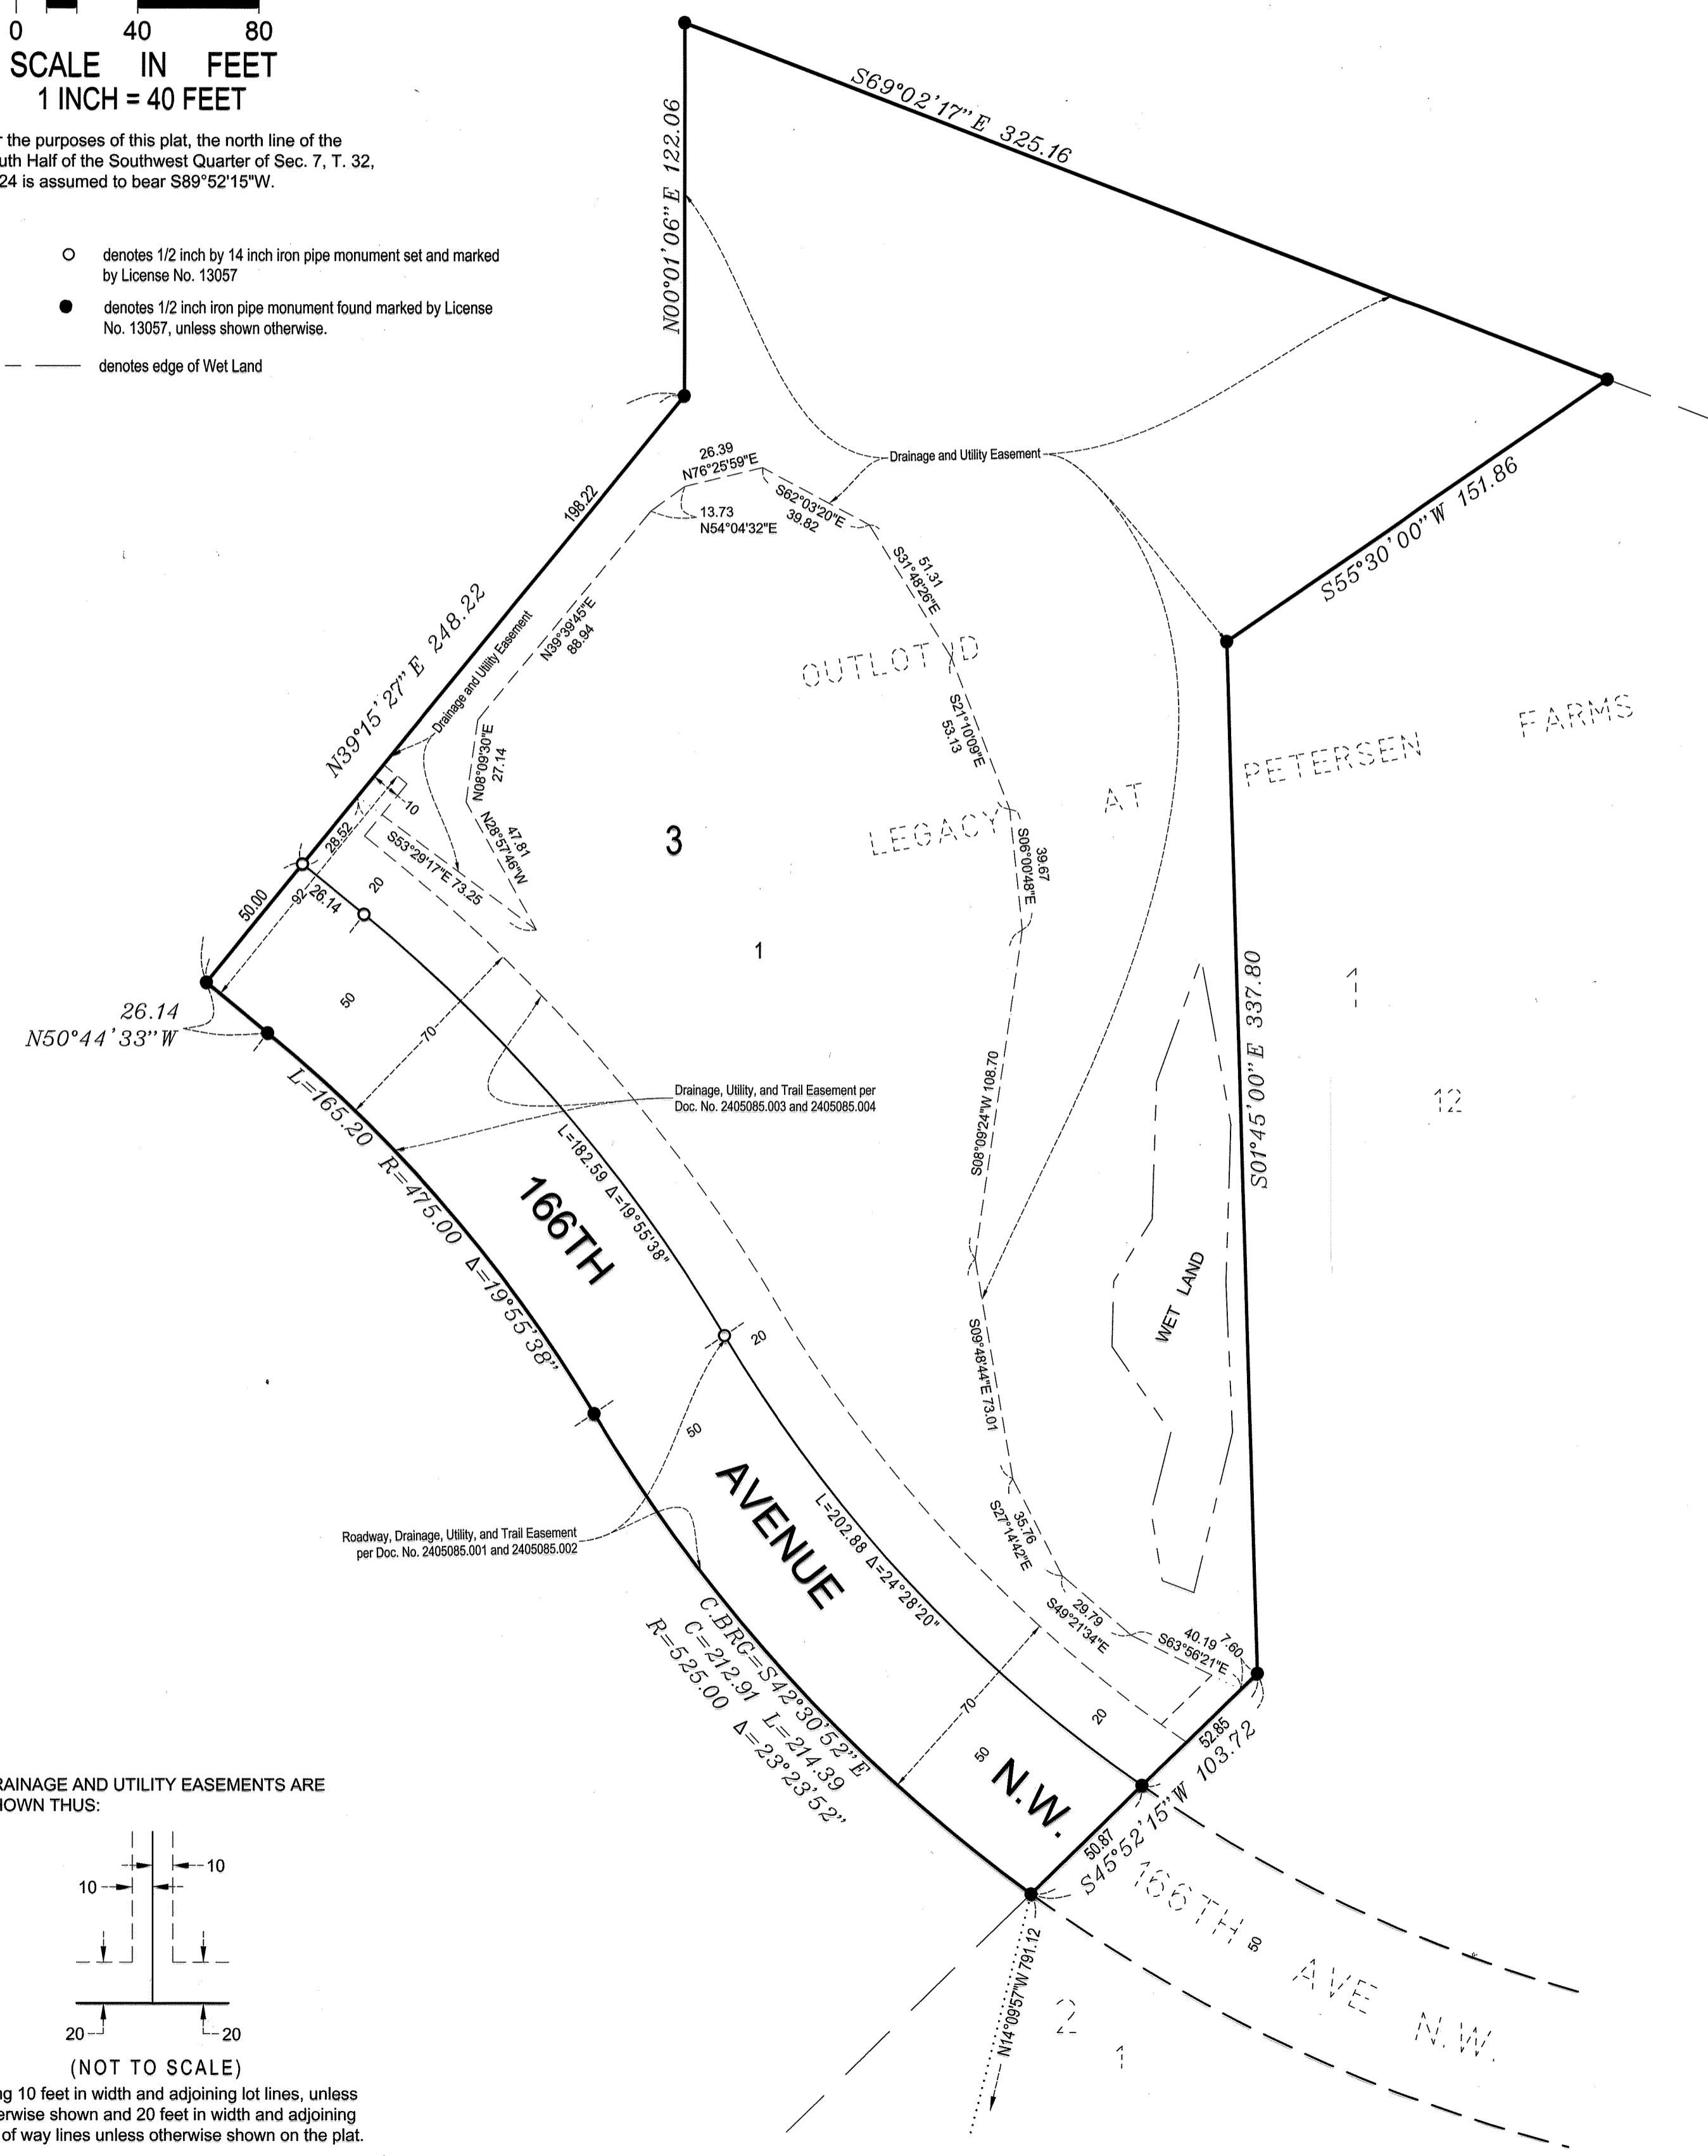 0 40 80
SCALE IN FEET
1 INCH = 40 FEET
the purposes of this plat, the north line of the
Half of the Southwest Quarter of Sec. 7, T. 32,
24 is assumed to bear S89°52'15"W.
denotes 1/2 inch by 14 inch iron pipe monument set and marked
by License No. 13057
denotes 1/2 inch iron pipe monument found marked by License
No. 13057, unless shown otherwise.
denotes edge of Wet Land
S69°02'17"E 325.16
N00°01'06"E 122.06
S55°30'00"W 151.86
Drainage and Utility Easement
26.39
N76°25'59"E
13.73
N54°04'32"E
S62°03'20"E
39.82
198.22
N39°15'27"E 248.22
Drainage and Utility Easement
N39°39'45"E
88.94
51.31
S31°48'26"E
OUTLOT D
LEGACY AT PETERSEN FARMS
S21°10'09"E
53.13
N08°09'30"E
27.14
47.81
N28°57'46"W
10
28.52
S53°29'17"E 73.25
20
92
26.14
50.00
3
1
39.67
S06°00'48"E
S01°45'00"E 337.80
1
12
26.14
N50°44'33"W
50
70
L=165.20 R=475.00 Δ=19°55'38"
Drainage, Utility, and Trail Easement per
Doc. No. 2405085.003 and 2405085.004
L=182.59 Δ=19°55'38"
S08°09'24"W 108.70
WET LAND
166TH
AVENUE
N.W.
20
50
S09°48'44"E 73.01
Roadway, Drainage, Utility, and Trail Easement
per Doc. No. 2405085.001 and 2405085.002
L=202.88 Δ=24°28'20"
35.76
S27°14'42"E
29.79
S49°21'34"E
40.19
S63°56'21"E
7.60
C.BRG=S42°30'52"E
C=212.91 L=214.39
R=525.00 Δ=23°23'52"
70
20
50
52.85
50.87
S45°52'15"W 103.72
166TH AVE N.W.
50
N14°09'57"W 791.12
2
1
DRAINAGE AND UTILITY EASEMENTS ARE
SHOWN THUS:
10
10
20
20
(NOT TO SCALE)
10 feet in width and adjoining lot lines, unless
shown and 20 feet in width and adjoining
of way lines unless otherwise shown on the plat.